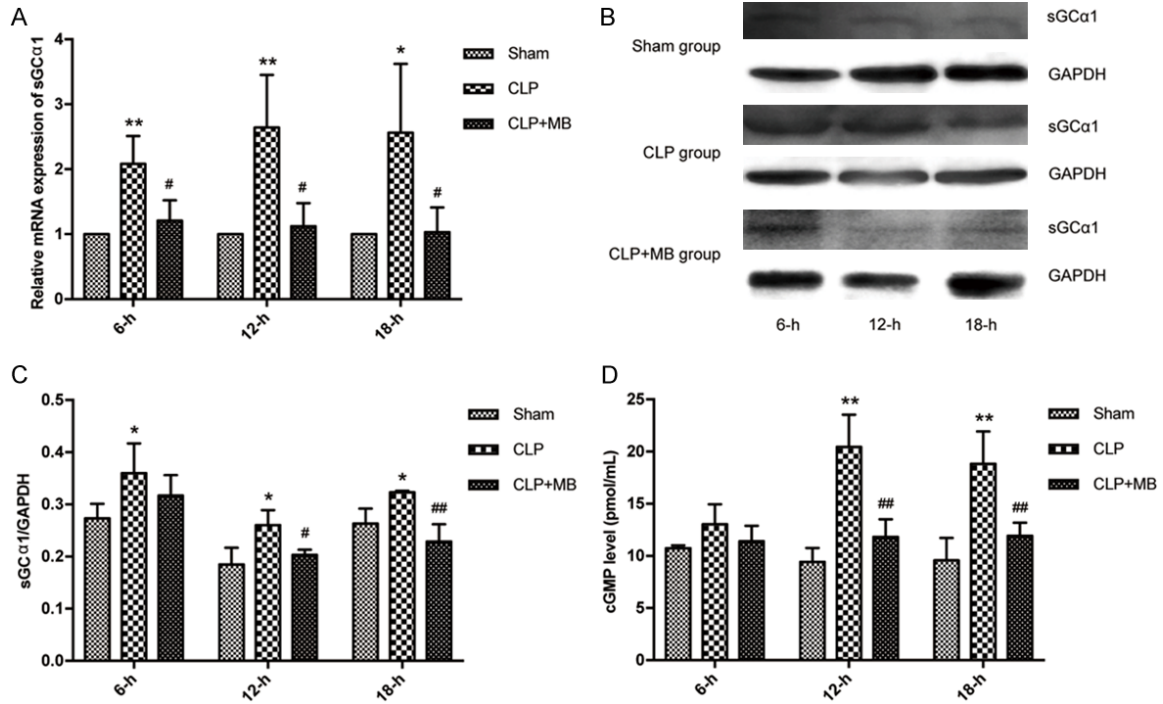 A
Relative mRNA expression of sGCα1
4
3
2
1
0
**
#
**
#
*
#
6-h
12-h
18-h
Sham
CLP
CLP+MB
B
Sham group
sGCα1
GAPDH
CLP group
sGCα1
GAPDH
CLP+MB group
sGCα1
GAPDH
6-h
12-h
18-h
C
sGCα1/GAPDH
0.5
0.4
0.3
0.2
0.1
0.0
*
*
#
*
##
6-h
12-h
18-h
Sham
CLP
CLP+MB
D
cGMP level (pmol/mL)
25
20
15
10
5
0
**
##
**
##
6-h
12-h
18-h
Sham
CLP
CLP+MB